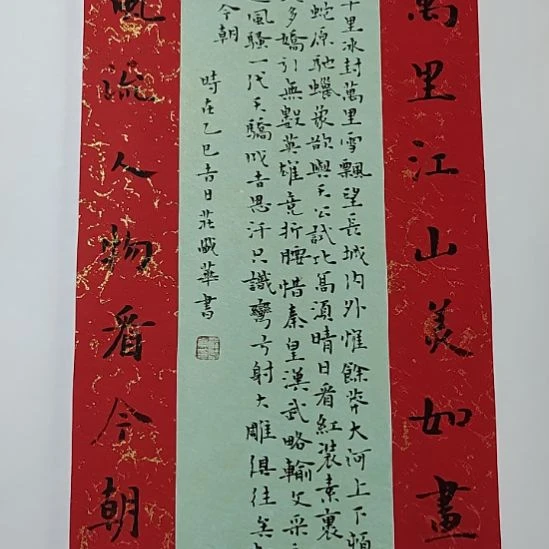 萬里江山美如畫
千里冰封萬里雪飄望長城內外惟餘莽大河上下頓
蛇原馳蠟象欲與天公試比高須晴日看紅裝素裹
多嬌引無數英雄竞折腰惜秦皇漢武略輸文采
風騷一代天驕成吉思汗只識彎弓射大雕俱往矣
今朝
時在乙巳吉日莊華書
風流人物看今朝